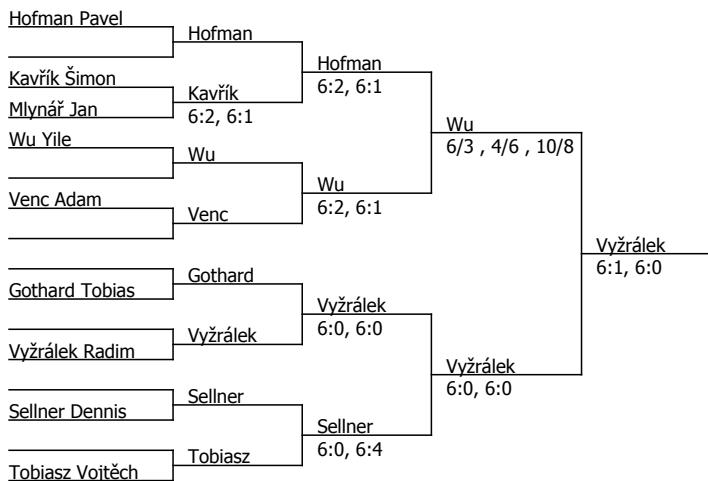 Hofman Pavel
Hofman
Hofman
6:2, 6:1
Kavřík Šimon
Kavřík
6:2, 6:1
Mlynář Jan
Wu
6/3 , 4/6 , 10/8
Wu Yile
Wu
Wu
6:2, 6:1
Venc Adam
Venc
Vyžrálek
6:1, 6:0
Gothard
Gothard Tobias
Vyžrálek
6:0, 6:0
Vyžrálek
Vyžrálek Radim
Vyžrálek
6:0, 6:0
Sellner
Sellner Dennis
Sellner
6:0, 6:4
Tobiasz
Tobiasz Vojtěch